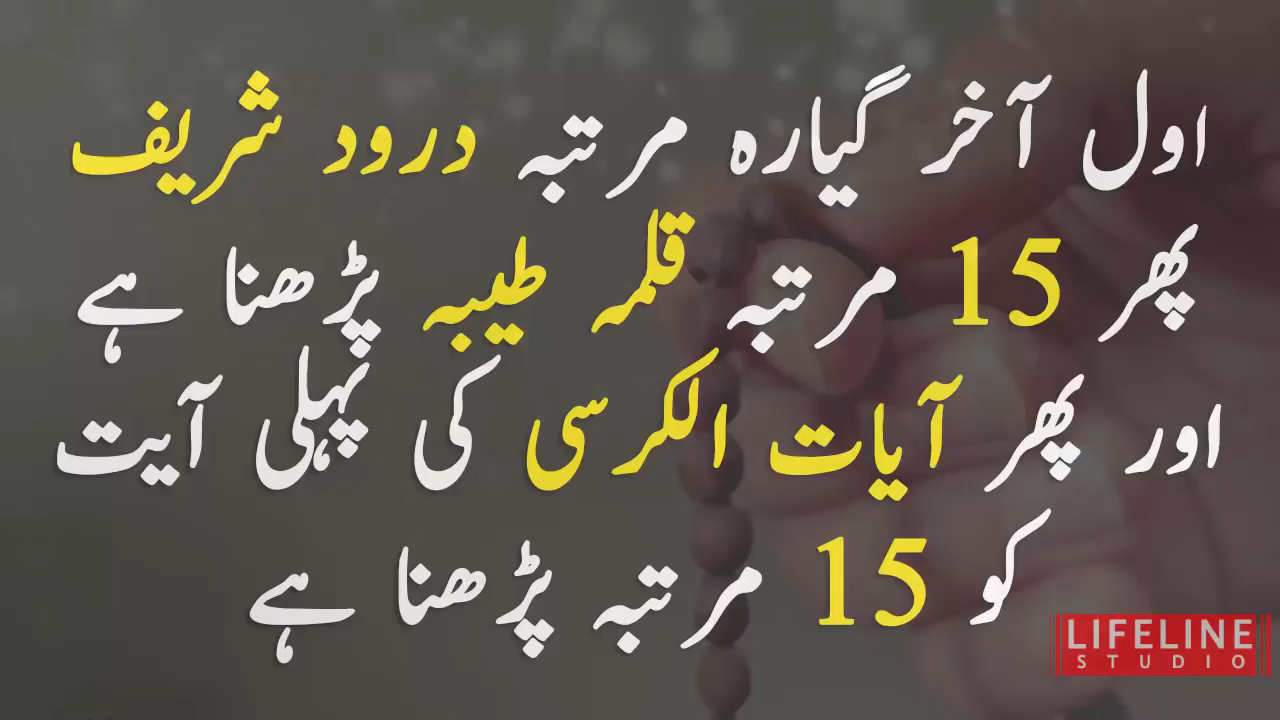 اول آخر گیارہ مرتبہ درود شریف
پھر 15 مرتبہ قلمہ طیبہ پڑھنا ہے
اور پھر آیات الکرسی کی پہلی آیت
کو 15 مرتبہ پڑھنا ہے
LIFELINE
STUDIO